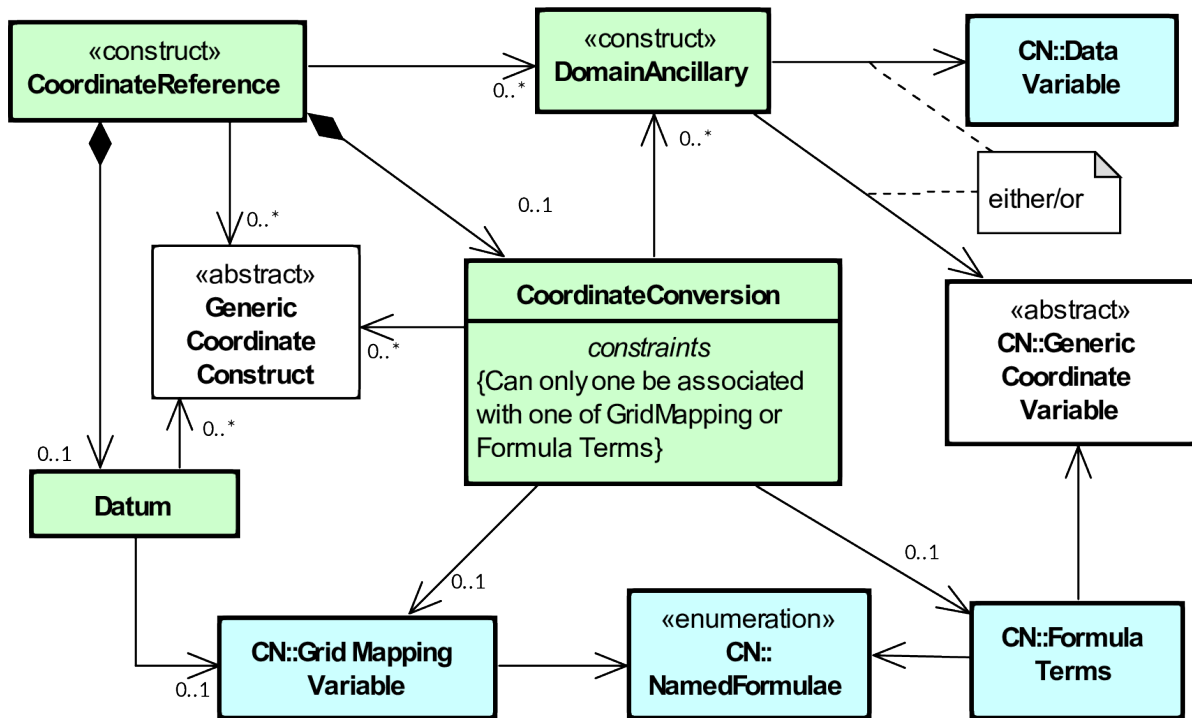 «construct»
CoordinateReference
0..*
«construct»
DomainAncillary
CN::Data
Variable
0..*
either/or
0..*
0..1
«abstract»
Generic
Coordinate
Construct
0..*
CoordinateConversion
constraints
{Can only one be associated
with one of GridMapping or
Formula Terms}
«abstract»
CN::Generic
Coordinate
Variable
0..*
0..1
Datum
0..1
0..1
0..1
CN::Grid Mapping
Variable
«enumeration»
CN::
NamedFormulae
CN::Formula
Terms